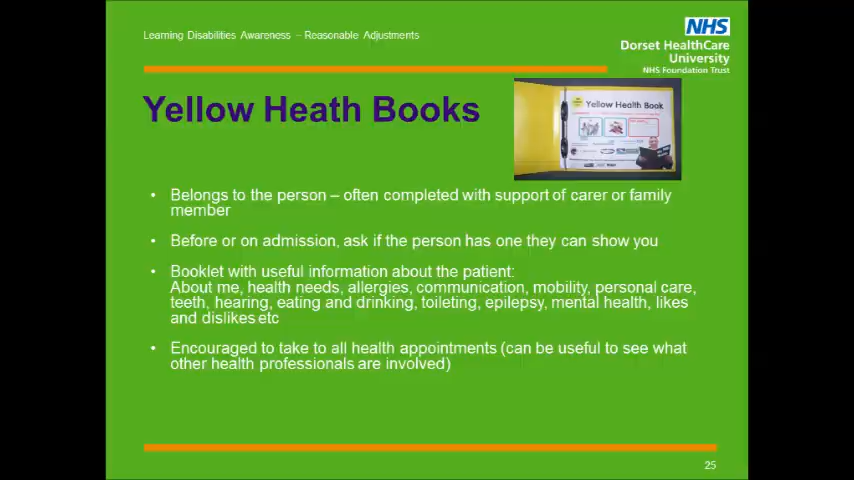 Learning Disabilities Awareness – Reasonable Adjustments
NHS
Dorset HealthCare
University
NHS Foundation Trust
Yellow Heath Books
Yellow Health Book
• Belongs to the person – often completed with support of carer or family
member
• Before or on admission, ask if the person has one they can show you
• Booklet with useful information about the patient:
About me, health needs, allergies, communication, mobility, personal care,
teeth, hearing, eating and drinking, toileting, epilepsy, mental health, likes
and dislikes etc
• Encouraged to take to all health appointments (can be useful to see what
other health professionals are involved)
25